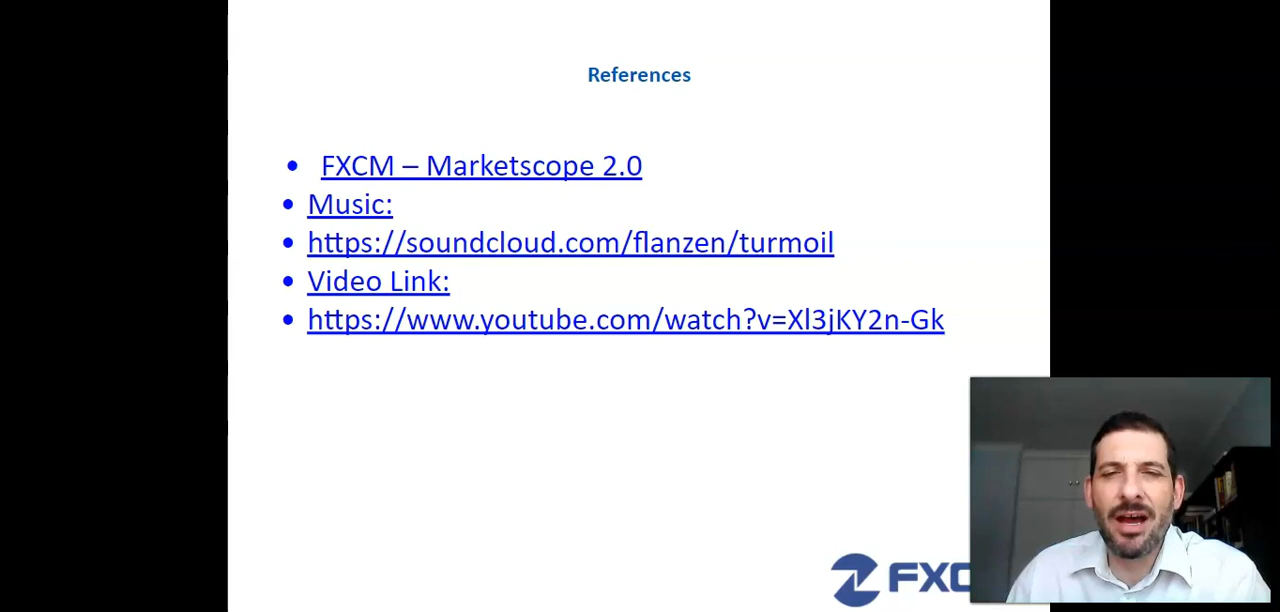 References
• FXCM – Marketscope 2.0
• Music:
• https://soundcloud.com/flanzen/turmoil
• Video Link:
• https://www.youtube.com/watch?v=Xl3jKY2n-Gk
FXC